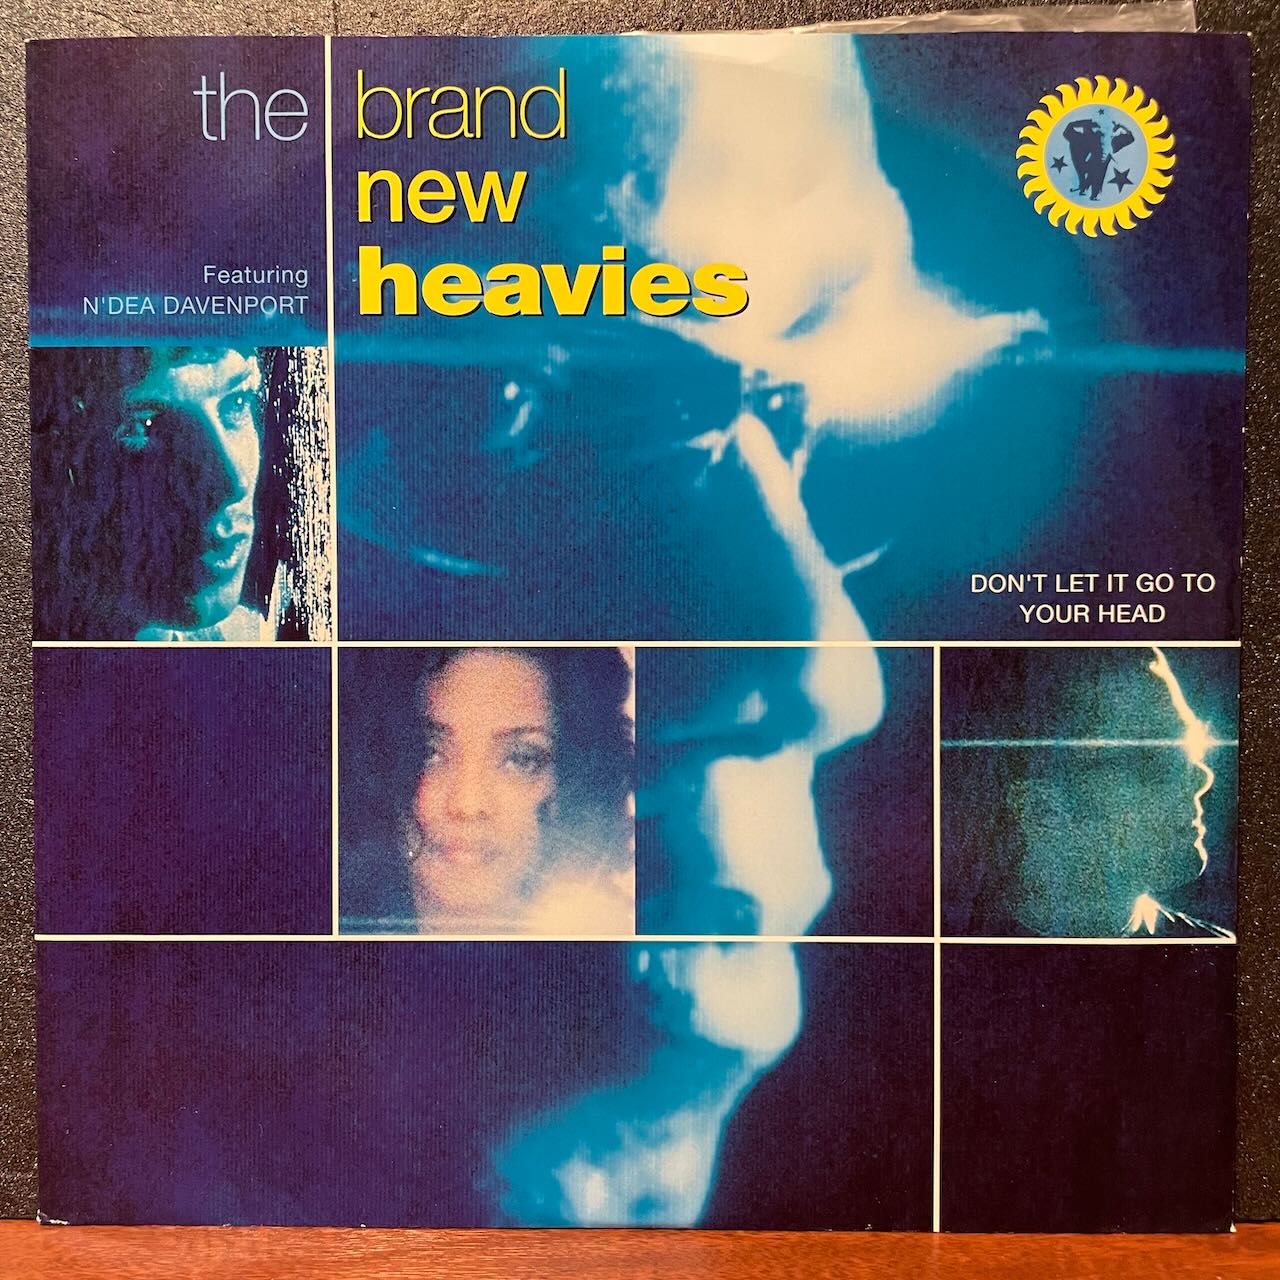 the brand
new
heavies
Featuring
N'DEA DAVENPORT
DON'T LET IT GO TO
YOUR HEAD